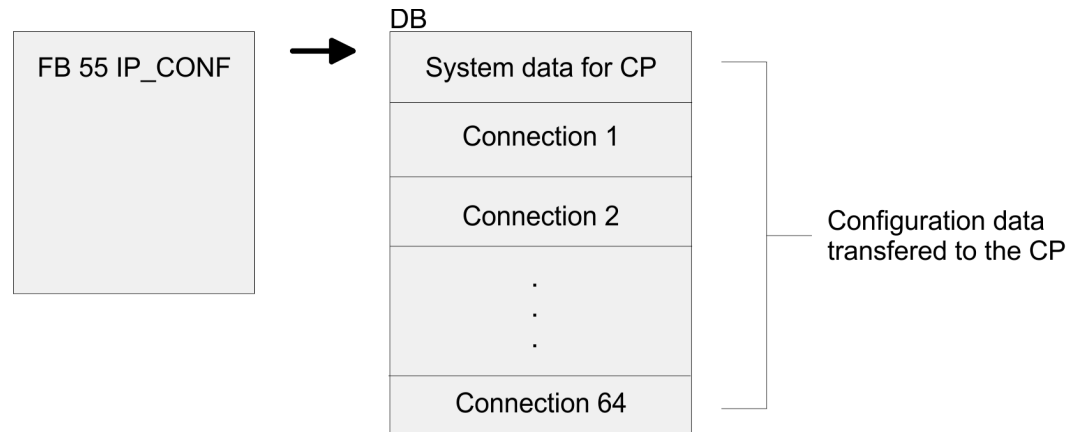 FB 55 IP_CONF
DB
System data for CP
Connection 1
Connection 2
.
.
.
Connection 64
Configuration data
transfered to the CP